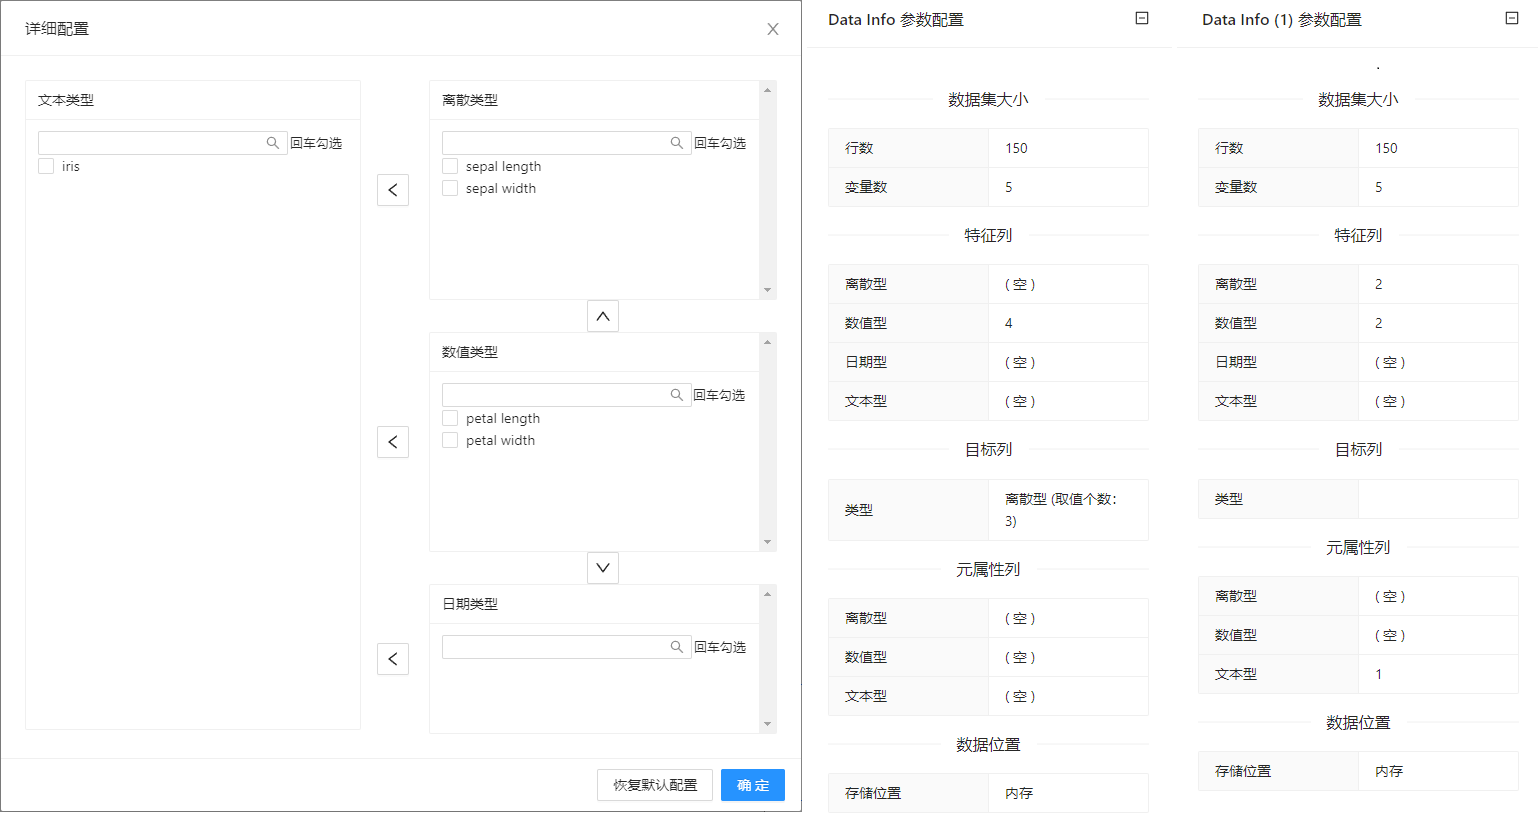 详细配置
文本类型
回车勾选
iris
离散类型
回车勾选
sepal length
sepal width
数值类型
回车勾选
petal length
petal width
日期类型
回车勾选
恢复默认配置
确 定
Data Info 参数配置
数据集大小
行数 150
变量数 5
特征列
离散型 ( 空 )
数值型 4
日期型 ( 空 )
文本型 ( 空 )
目标列
类型 离散型 (取值个数:
3)
元属性列
离散型 ( 空 )
数值型 ( 空 )
文本型 ( 空 )
数据位置
存储位置 内存
Data Info (1) 参数配置
.
数据集大小
行数 150
变量数 5
特征列
离散型 2
数值型 2
日期型 ( 空 )
文本型 ( 空 )
目标列
类型
元属性列
离散型 ( 空 )
数值型 ( 空 )
文本型 1
数据位置
存储位置 内存